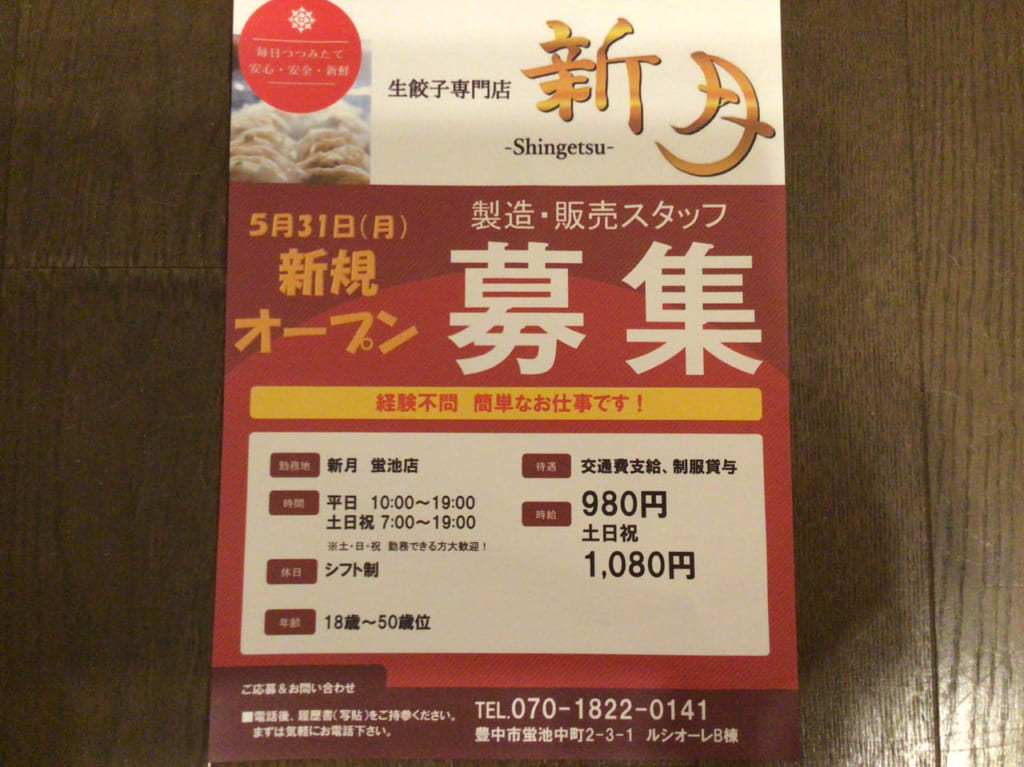 毎日つつみたて
安心・安全・新鮮
生餃子専門店
新月
-Shingetsu-
5月31日(月)
新規
オープン
製造・販売スタッフ
募集
経験不問 簡単なお仕事です!
勤務地 新月 蛍池店
時間 平日 10:00～19:00
土日祝 7:00～19:00
※土・日・祝 勤務できる方大歓迎!
休日 シフト制
年齢 18歳～50歳位
待遇 交通費支給、制服貸与
時給 980円
土日祝
1,080円
ご応募&お問い合わせ
■電話後、履歴書(写貼)をご持参ください。
まずは気軽にお電話下さい。
TEL.070-1822-0141
豊中市蛍池中町2-3-1 ルシオーレB棟